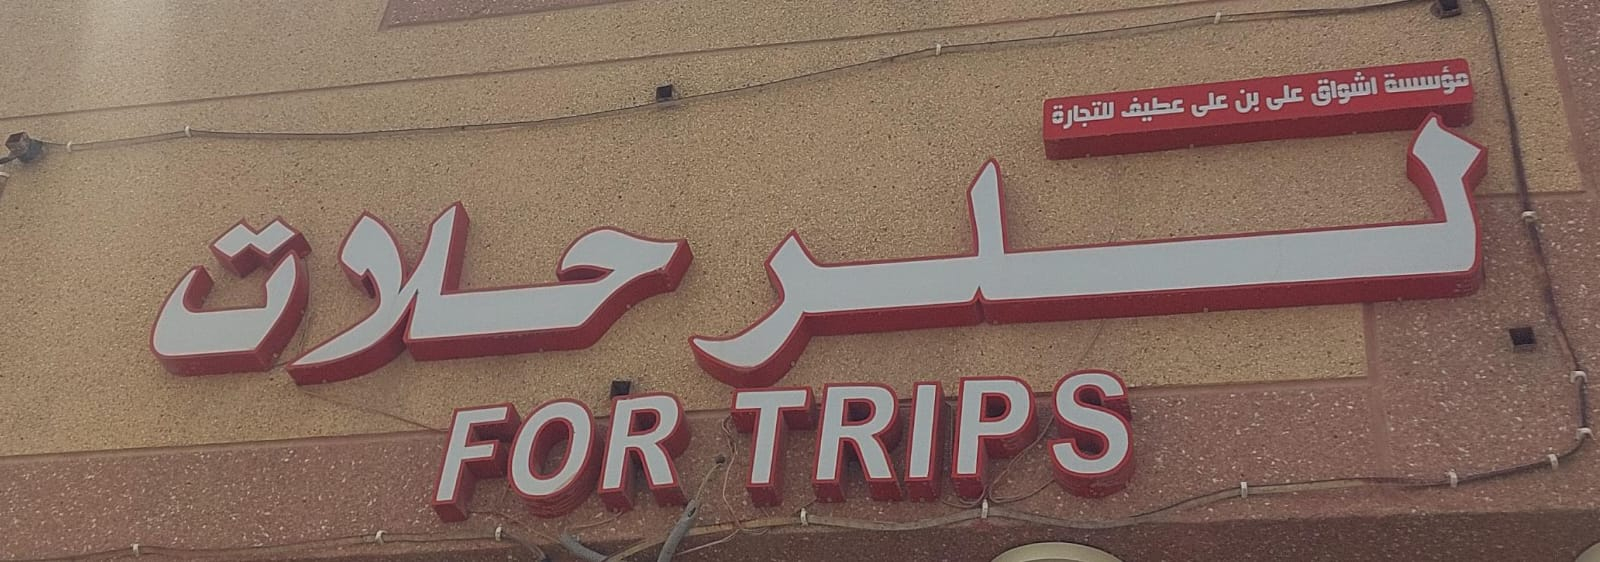 مؤسسة اشواق على بن على عطيف للتجارة
للرحلات
FOR TRIPS